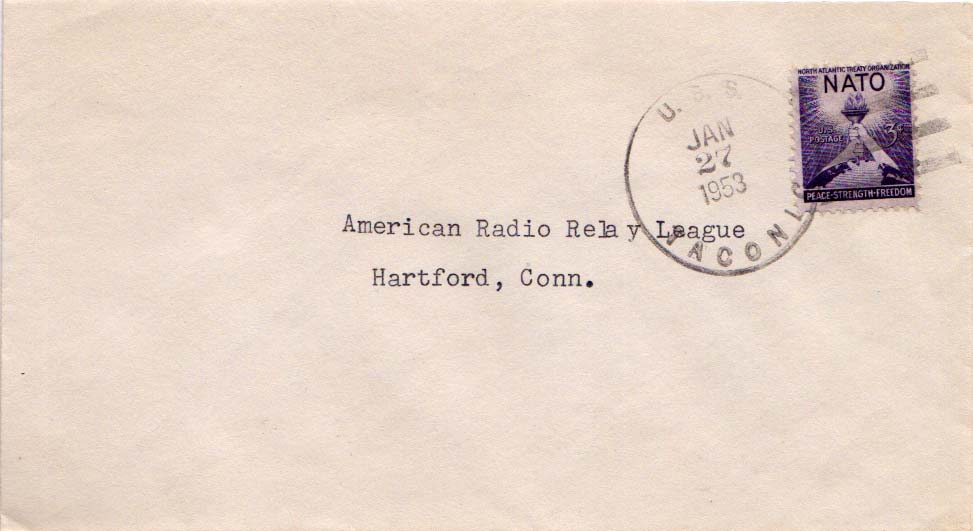 U. S. S.
JAN
27
1953
TACONIC
NORTH ATLANTIC TREATY ORGANIZATION
NATO
U.S. POSTAGE
3¢
PEACE-STRENGTH-FREEDOM
American Radio Relay League
Hartford, Conn.